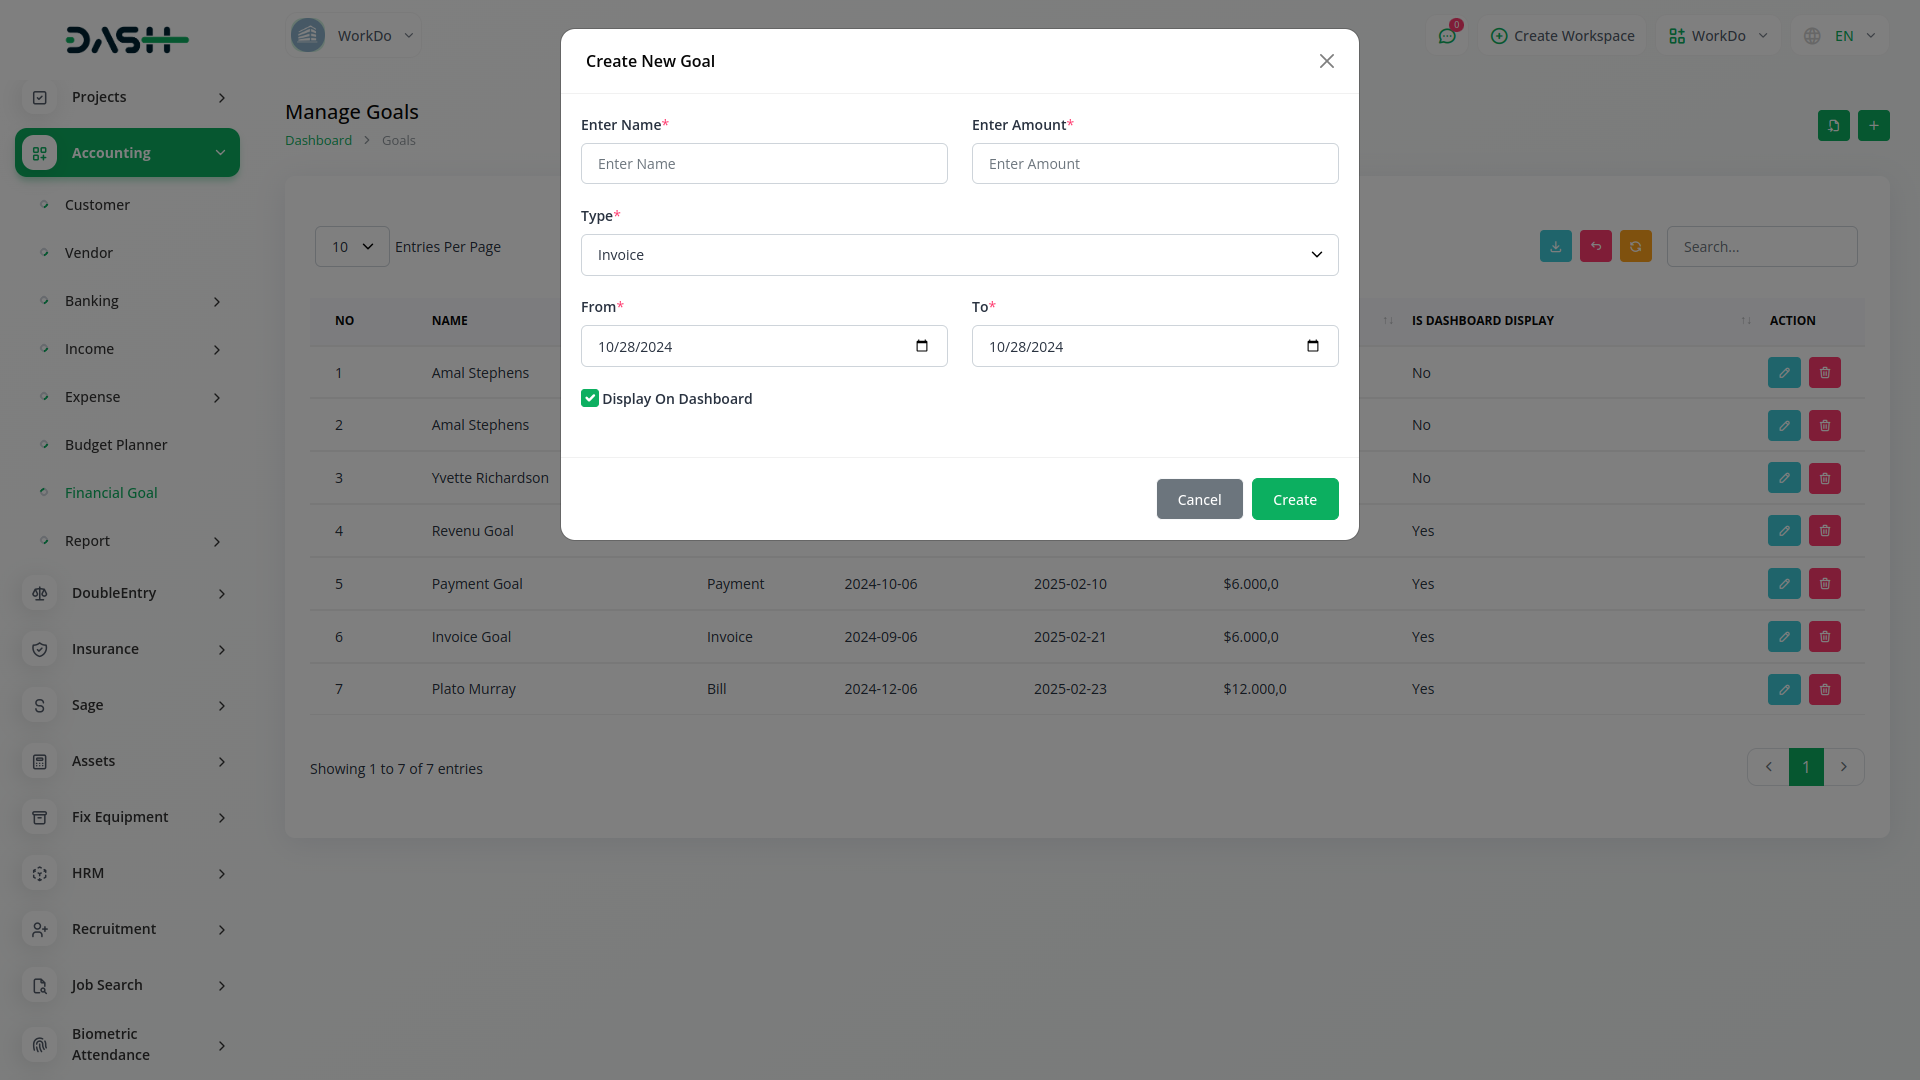 DASH
WorkDo
0
Create Workspace
WorkDo
EN
Projects
Accounting
Customer
Vendor
Banking
Income
Expense
Budget Planner
Financial Goal
Report
DoubleEntry
Insurance
S
Sage
Assets
Fix Equipment
HRM
Recruitment
Job Search
Biometric
Attendance
Manage Goals
Dashboard > Goals
10
Entries Per Page
Search...
NO NAME IS DASHBOARD DISPLAY ACTION
1 Amal Stephens No
2 Amal Stephens No
3 Yvette Richardson No
4 Revenu Goal Yes
5 Payment Goal Payment 2024-10-06 2025-02-10 $6.000,0 Yes
6 Invoice Goal Invoice 2024-09-06 2025-02-21 $6.000,0 Yes
7 Plato Murray Bill 2024-12-06 2025-02-23 $12.000,0 Yes
Showing 1 to 7 of 7 entries
1
Create New Goal
Enter Name* Enter Amount*
Enter Name Enter Amount
Type*
Invoice
From* To*
10/28/2024 10/28/2024
Display On Dashboard
Cancel Create